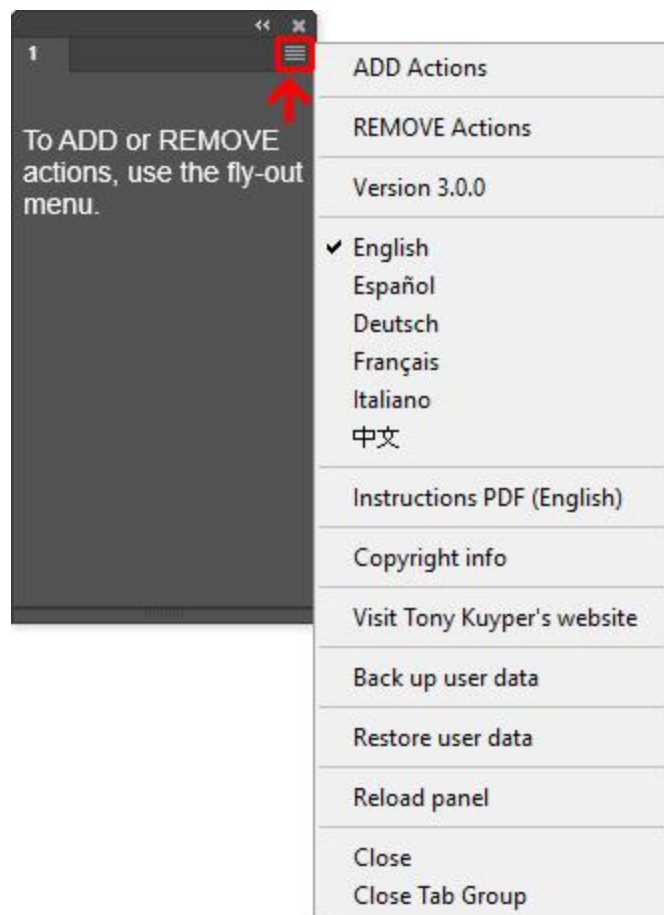 1
To ADD or REMOVE
actions, use the fly-out
menu.
ADD Actions
REMOVE Actions
Version 3.0.0
English
Español
Deutsch
Français
Italiano
中文
Instructions PDF (English)
Copyright info
Visit Tony Kuyper's website
Back up user data
Restore user data
Reload panel
Close
Close Tab Group